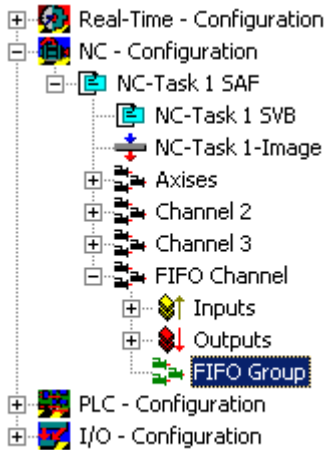 Real-Time - Configuration
NC - Configuration
NC-Task 1 SAF
NC-Task 1 SVB
NC-Task 1-Image
Axises
Channel 2
Channel 3
FIFO Channel
Inputs
Outputs
FIFO Group
PLC - Configuration
I/O - Configuration